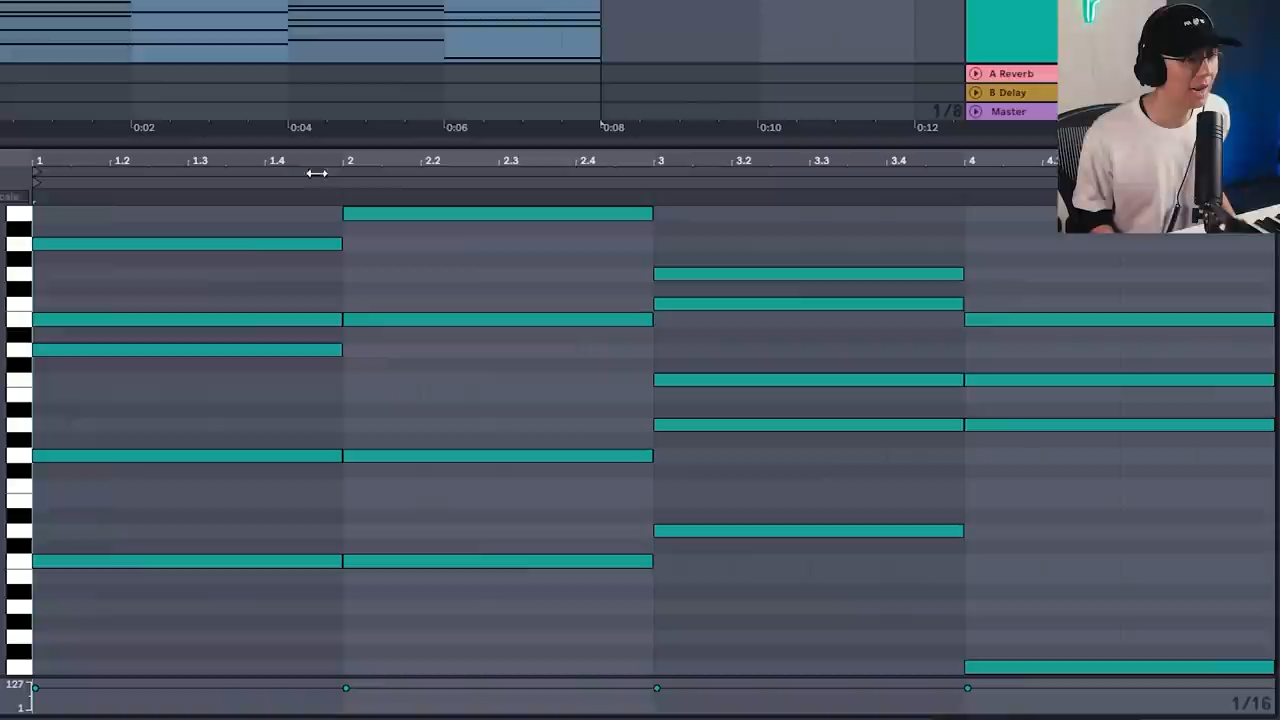 A Reverb
B Delay
1/8
Master
0:02 0:04 0:06 0:08 0:10 0:12
1 1.2 1.3 1.4 2 2.2 2.3 2.4 3 3.2 3.3 3.4 4
127
1
1/16